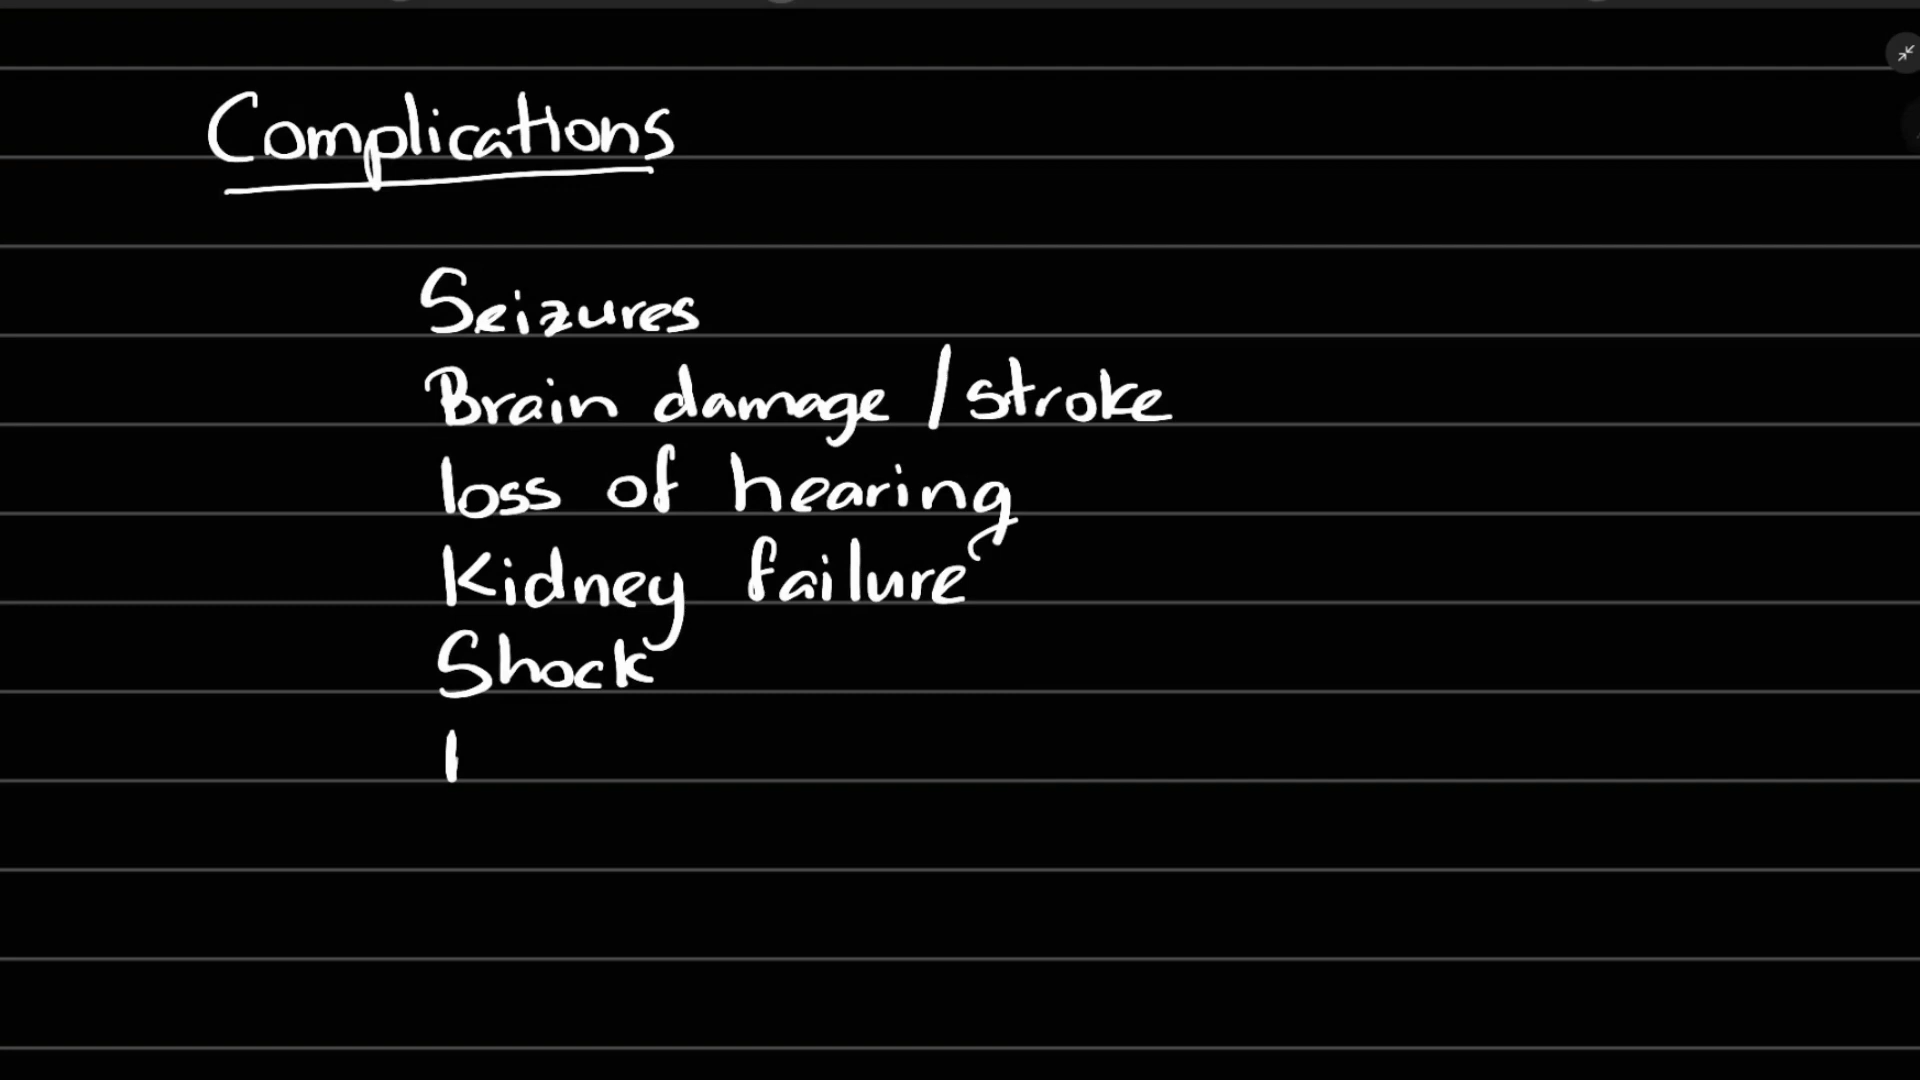 Complications
Seizures
Brain damage / stroke
loss of hearing
Kidney failure
Shock